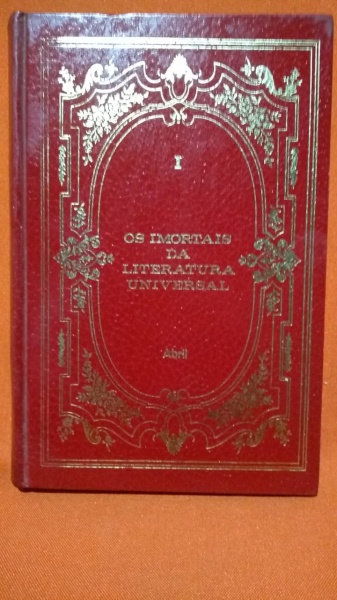 I
OS IMORTAIS
DA
LITERATURA
UNIVERSAL
Abril